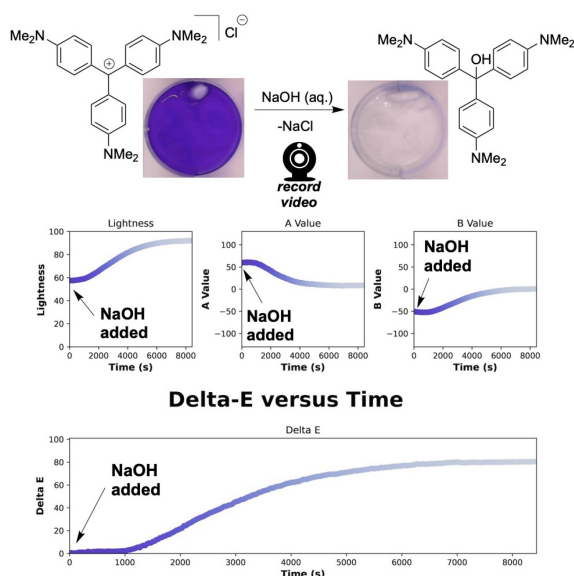 Me₂N
NMe₂
Cl⊖
⊕
NMe₂
NaOH (aq.)
-NaCl
record
video
Me₂N
NMe₂
OH
NMe₂
Lightness
100
80
60
40
20
0
Lightness
NaOH
added
0 2000 4000 6000 8000
Time (s)
A Value
100
50
0
−50
−100
A Value
NaOH
added
0 2000 4000 6000 8000
Time (s)
B Value
100
50
0
−50
−100
B Value
NaOH
added
0 2000 4000 6000 8000
Time (s)
Delta-E versus Time
Delta E
100
80
60
40
20
0
Delta E
NaOH
added
0 1000 2000 3000 4000 5000 6000 7000 8000
Time (s)